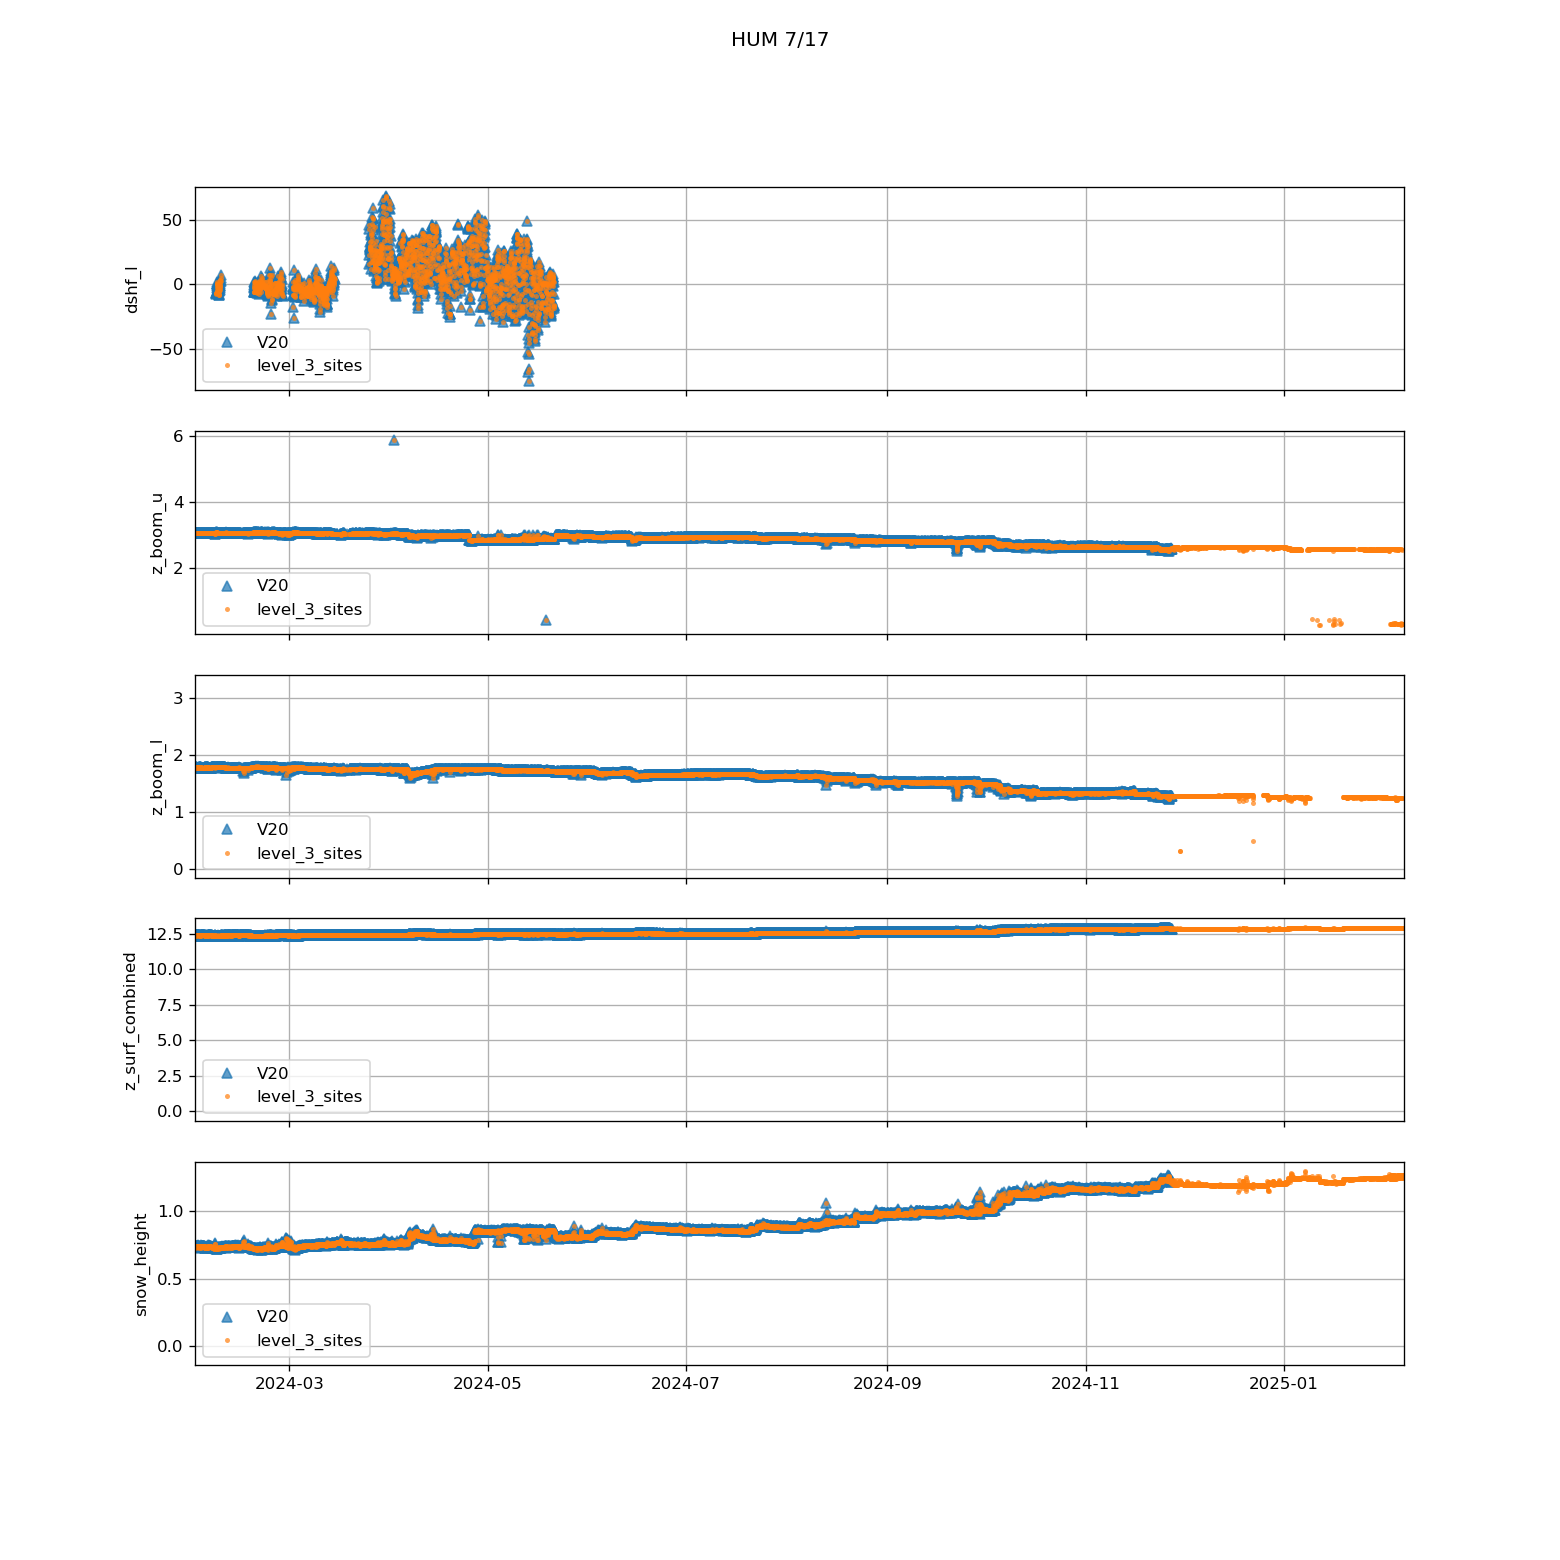 HUM 7/17
dshf_l
50
0
−50
V20
level_3_sites
z_boom_u
6
4
2
V20
level_3_sites
z_boom_l
3
2
1
0
V20
level_3_sites
z_surf_combined
12.5
10.0
7.5
5.0
2.5
0.0
V20
level_3_sites
snow_height
1.0
0.5
0.0
V20
level_3_sites
2024-03 2024-05 2024-07 2024-09 2024-11 2025-01